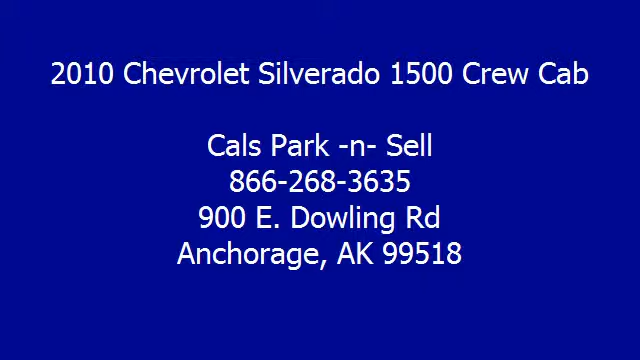 2010 Chevrolet Silverado 1500 Crew Cab
Cals Park -n- Sell
866-268-3635
900 E. Dowling Rd
Anchorage, AK 99518